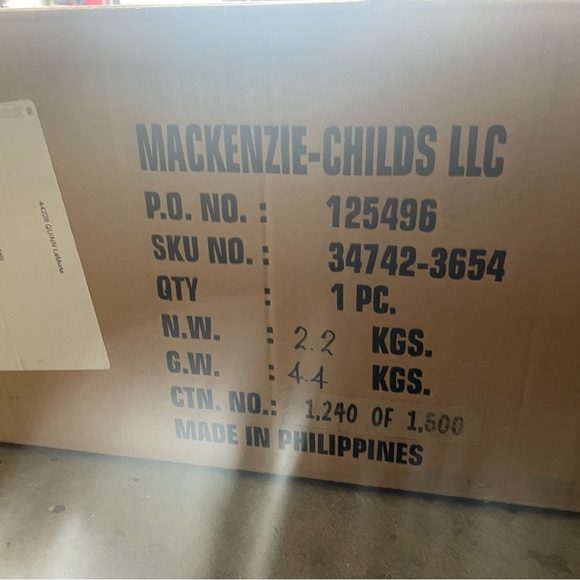 MACKENZIE-CHILDS LLC
P.O. NO. : 125496
SKU NO. : 34742-3654
QTY : 1 PC.
N.W. : 2.2 KGS.
G.W. : 4.4 KGS.
CTN. NO.: 1,240 OF 1,500
MADE IN PHILIPPINES